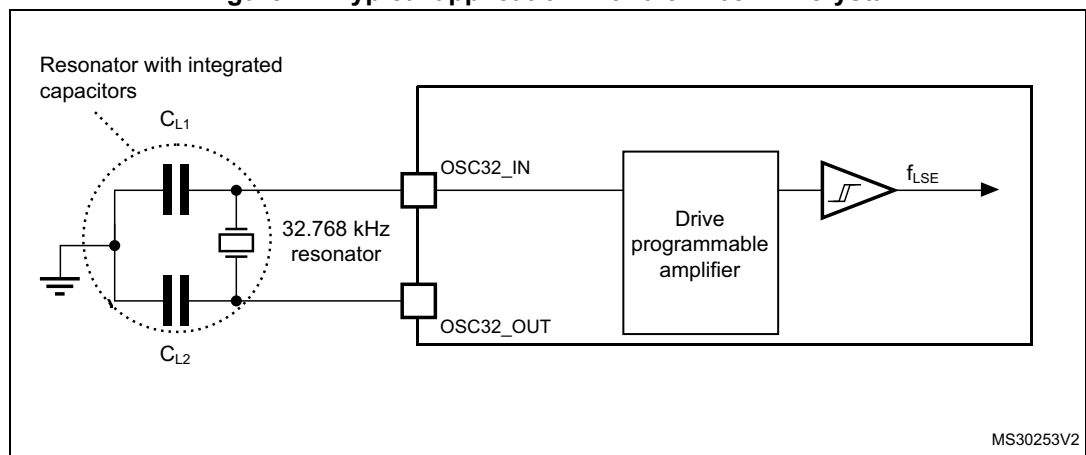 Resonator with integrated
capacitors
CL1
OSC32_IN
fLSE
32.768 kHz
resonator
Drive
programmable
amplifier
OSC32_OUT
CL2
MS30253V2